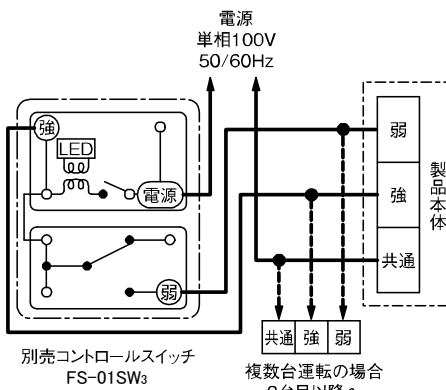 電源
単相100V
50/60Hz
強
LED
電源
弱
弱
強
共通
製品本体
共通 強 弱
別売コントロールスイッチ
FS-01SW3
複数台運転の場合